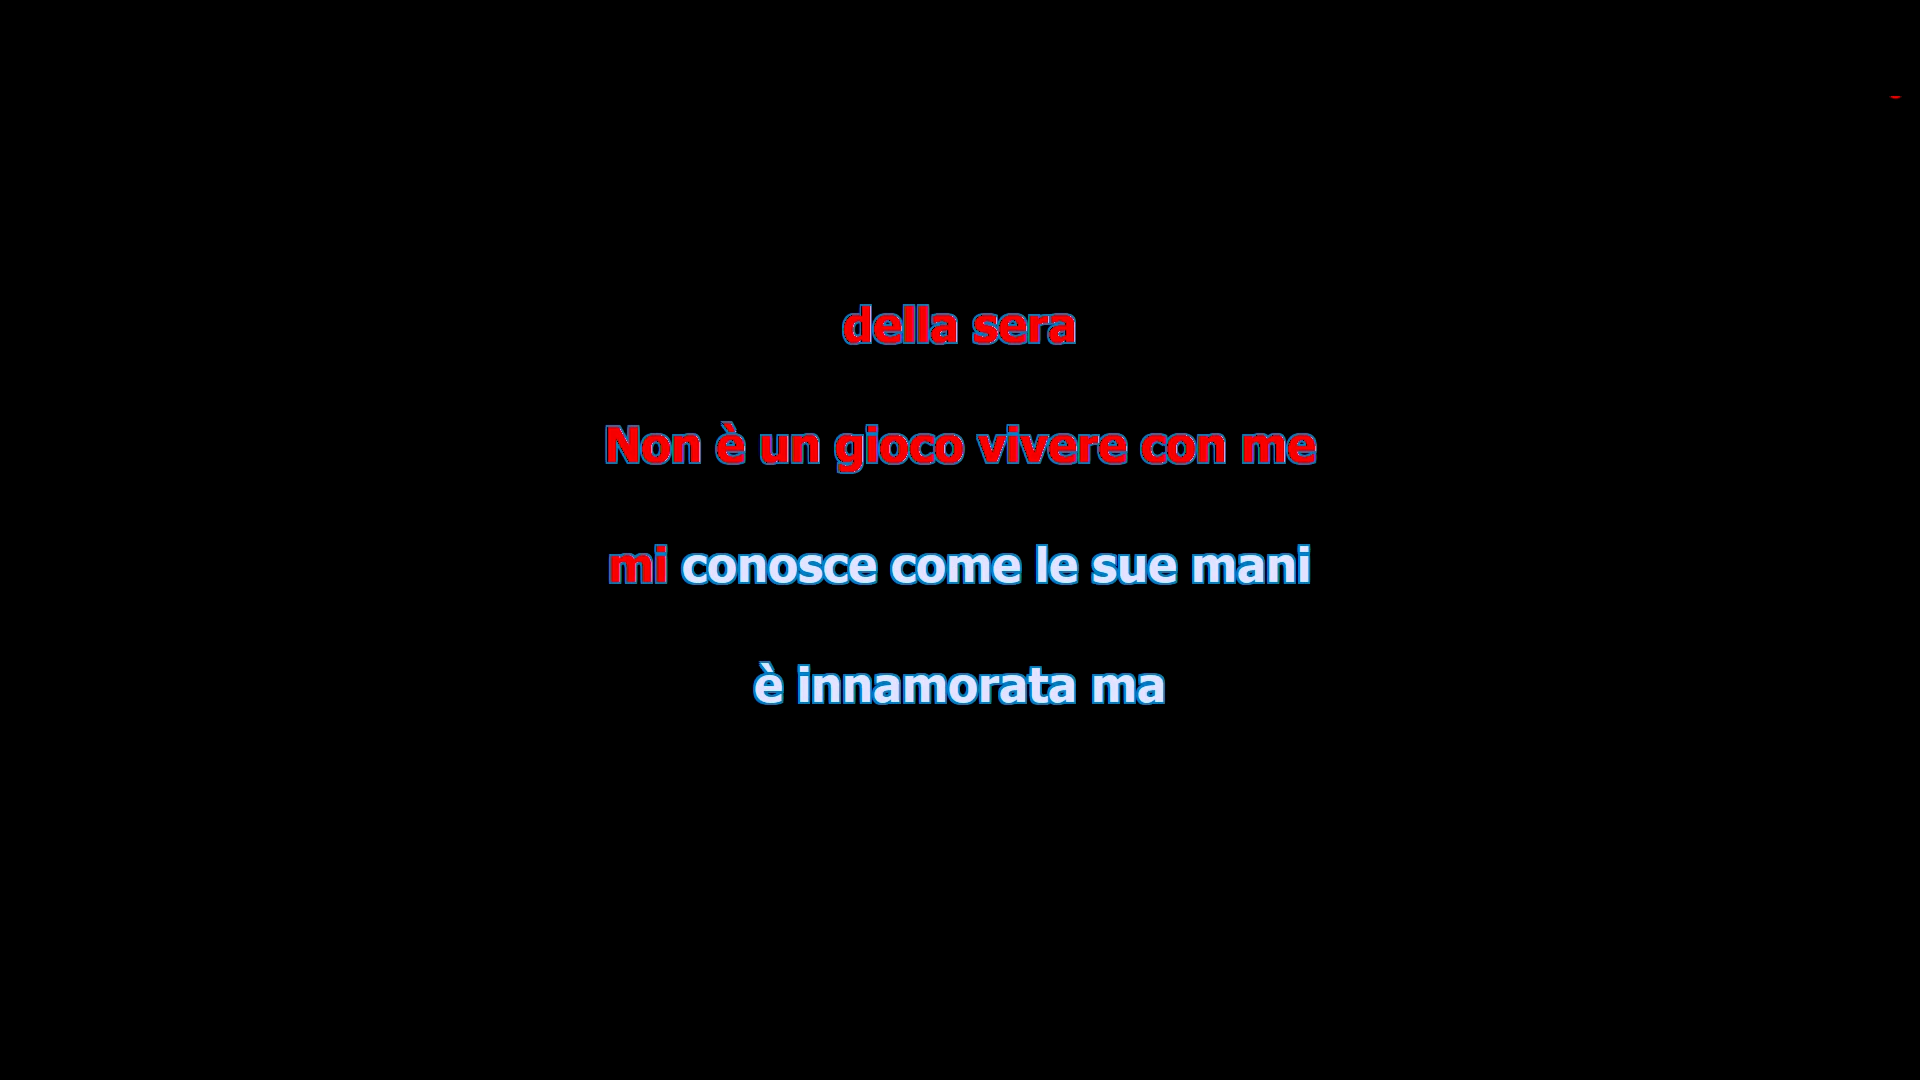 della sera
Non è un gioco vivere con me
mi conosce come le sue mani
è innamorata ma